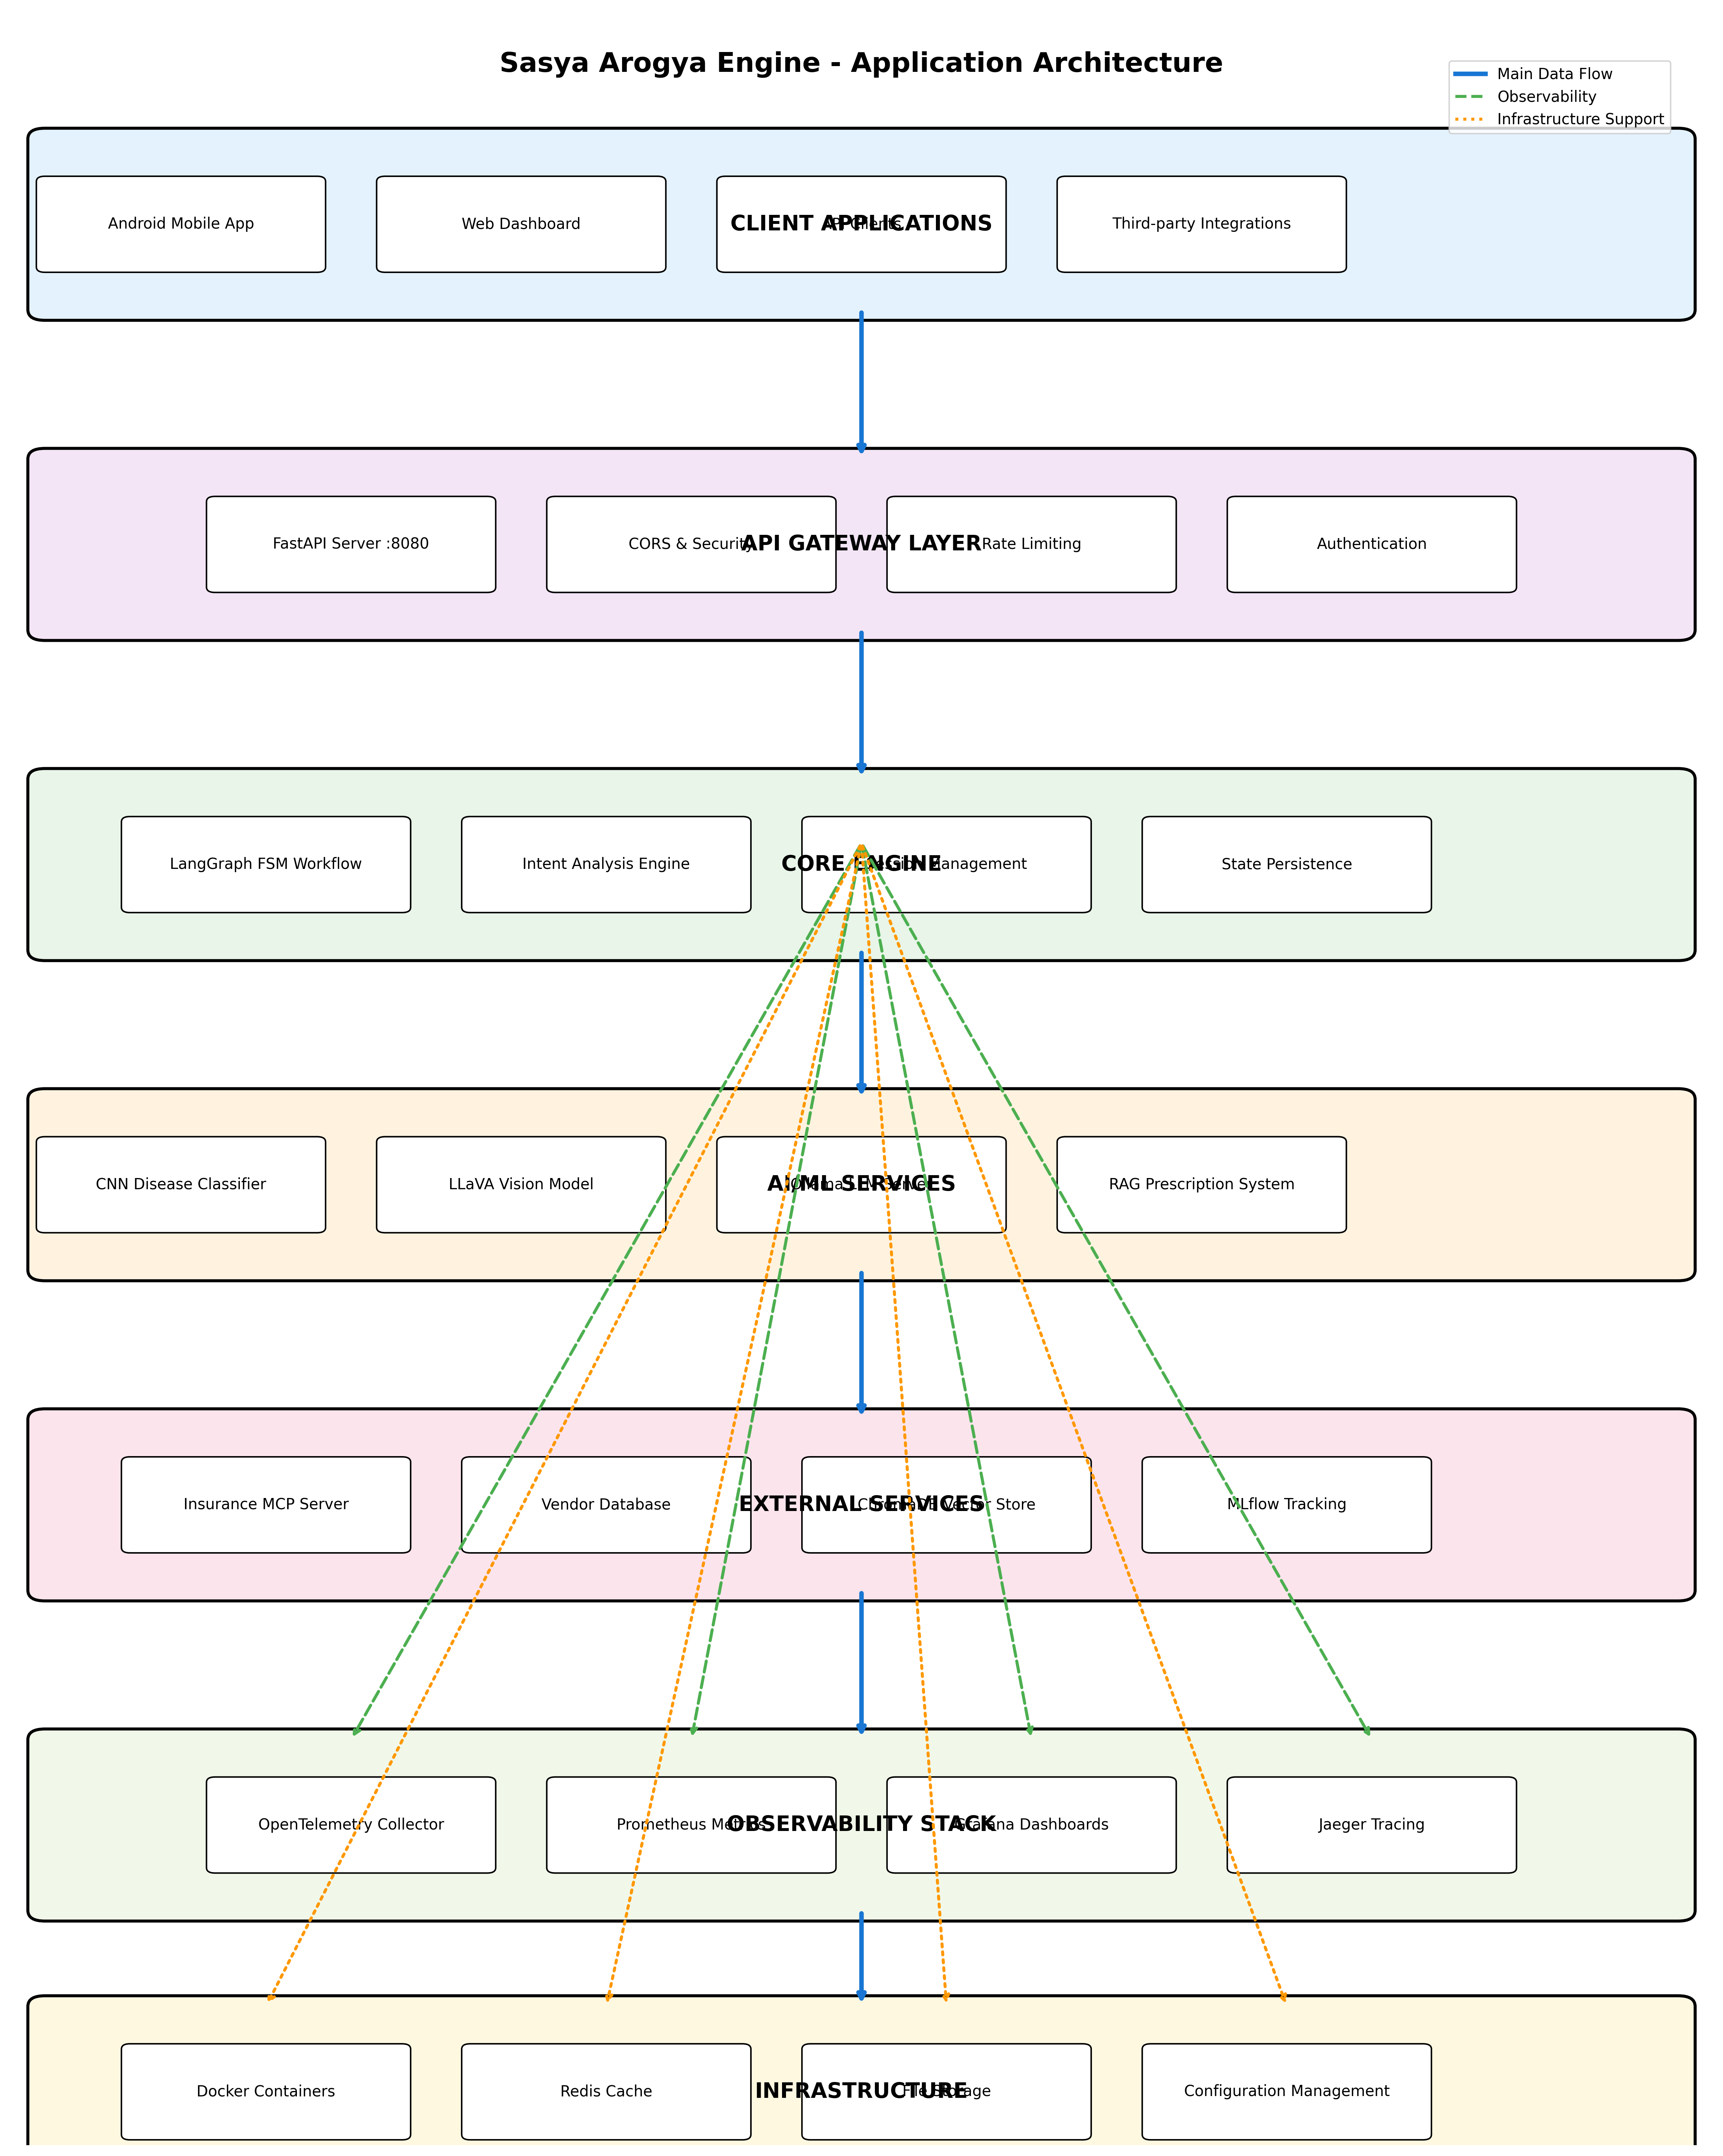 Sasya Arogya Engine - Application Architecture
Main Data Flow
Observability
Infrastructure Support
CLIENT APPLICATIONS
Android Mobile App
Web Dashboard
API Clients
Third-party Integrations
API GATEWAY LAYER
FastAPI Server :8080
CORS & Security
Rate Limiting
Authentication
CORE ENGINE
LangGraph FSM Workflow
Intent Analysis Engine
Session Management
State Persistence
AI/ML SERVICES
CNN Disease Classifier
LLaVA Vision Model
Ollama LLM Server
RAG Prescription System
EXTERNAL SERVICES
Insurance MCP Server
Vendor Database
ChromaDB Vector Store
MLflow Tracking
OBSERVABILITY STACK
OpenTelemetry Collector
Prometheus Metrics
Grafana Dashboards
Jaeger Tracing
INFRASTRUCTURE
Docker Containers
Redis Cache
File Storage
Configuration Management